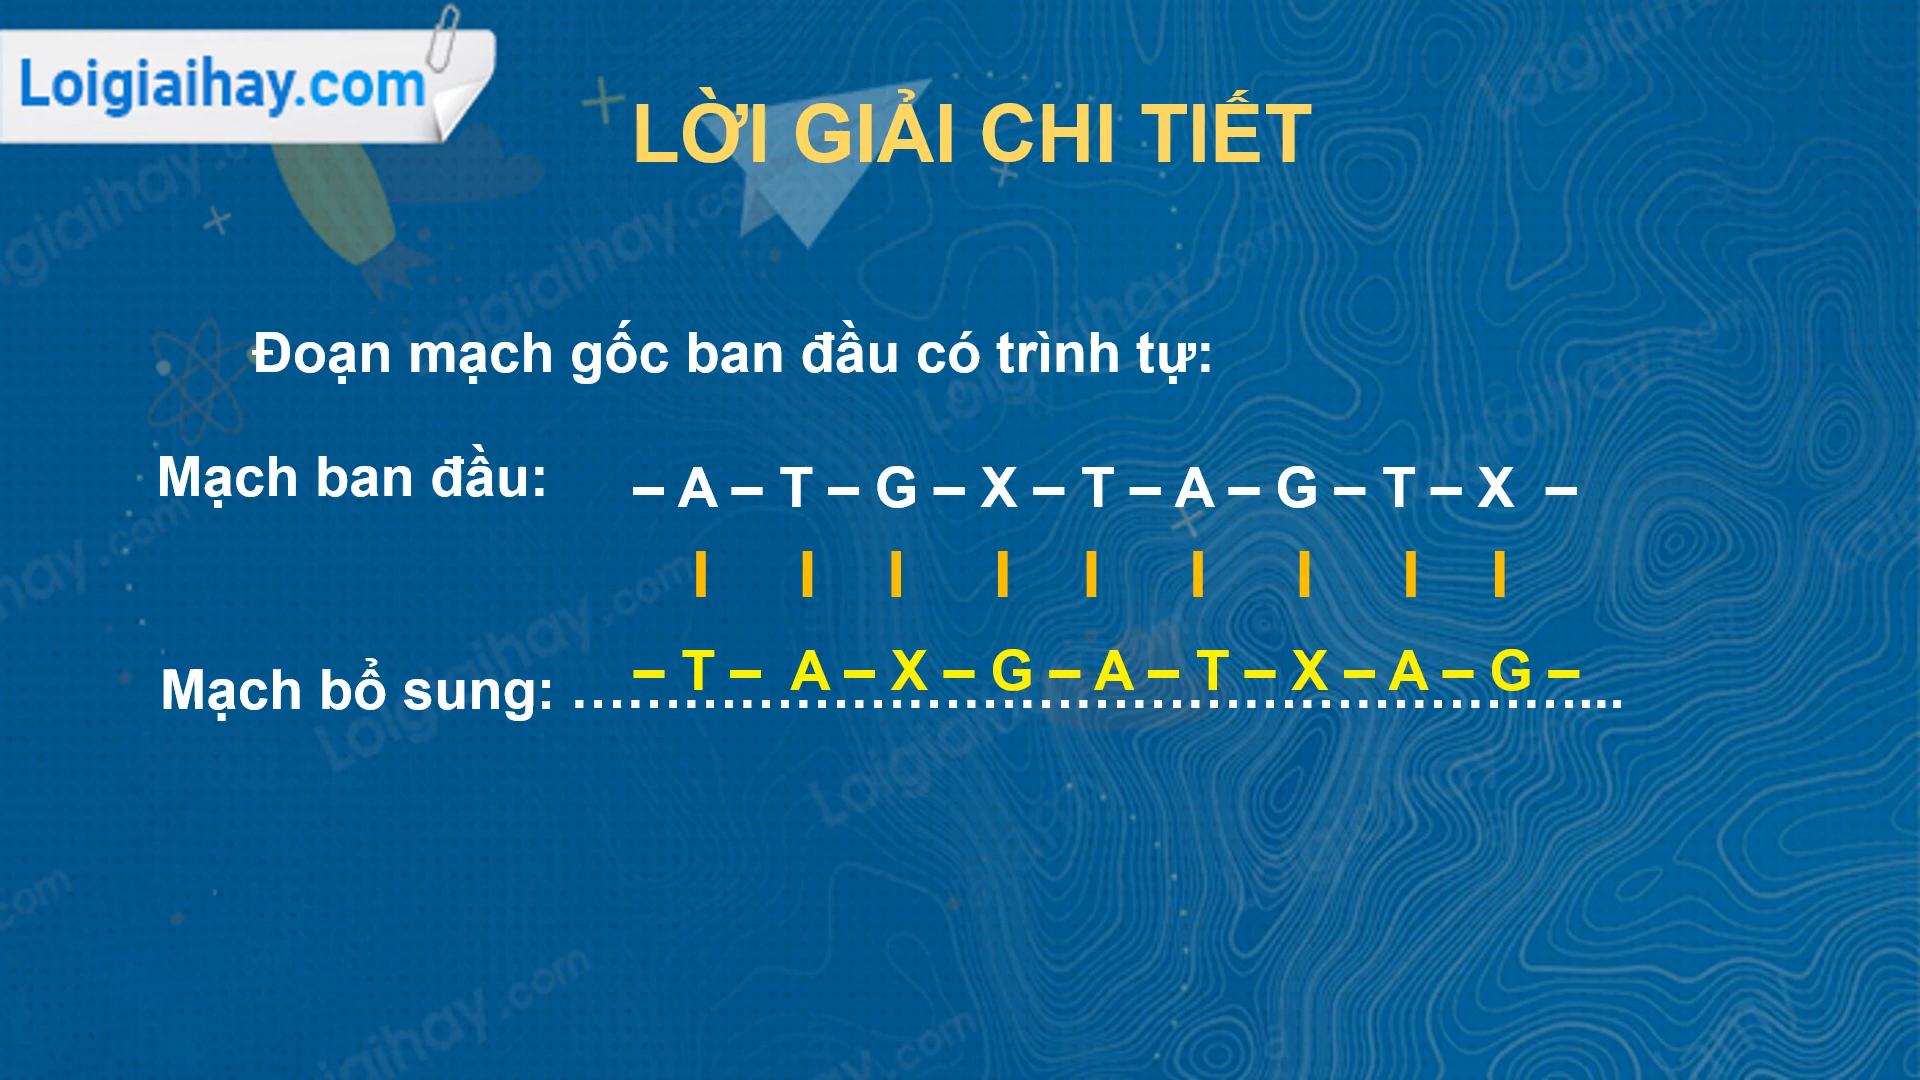 Loigiaihay.com
LỜI GIẢI CHI TIẾT
Đoạn mạch gốc ban đầu có trình tự:
Mạch ban đầu: – A – T – G – X – T – A – G – T – X –
| | | | | | | | |
– T – A – X – G – A – T – X – A – G –
Mạch bổ sung: …………………………………………………...